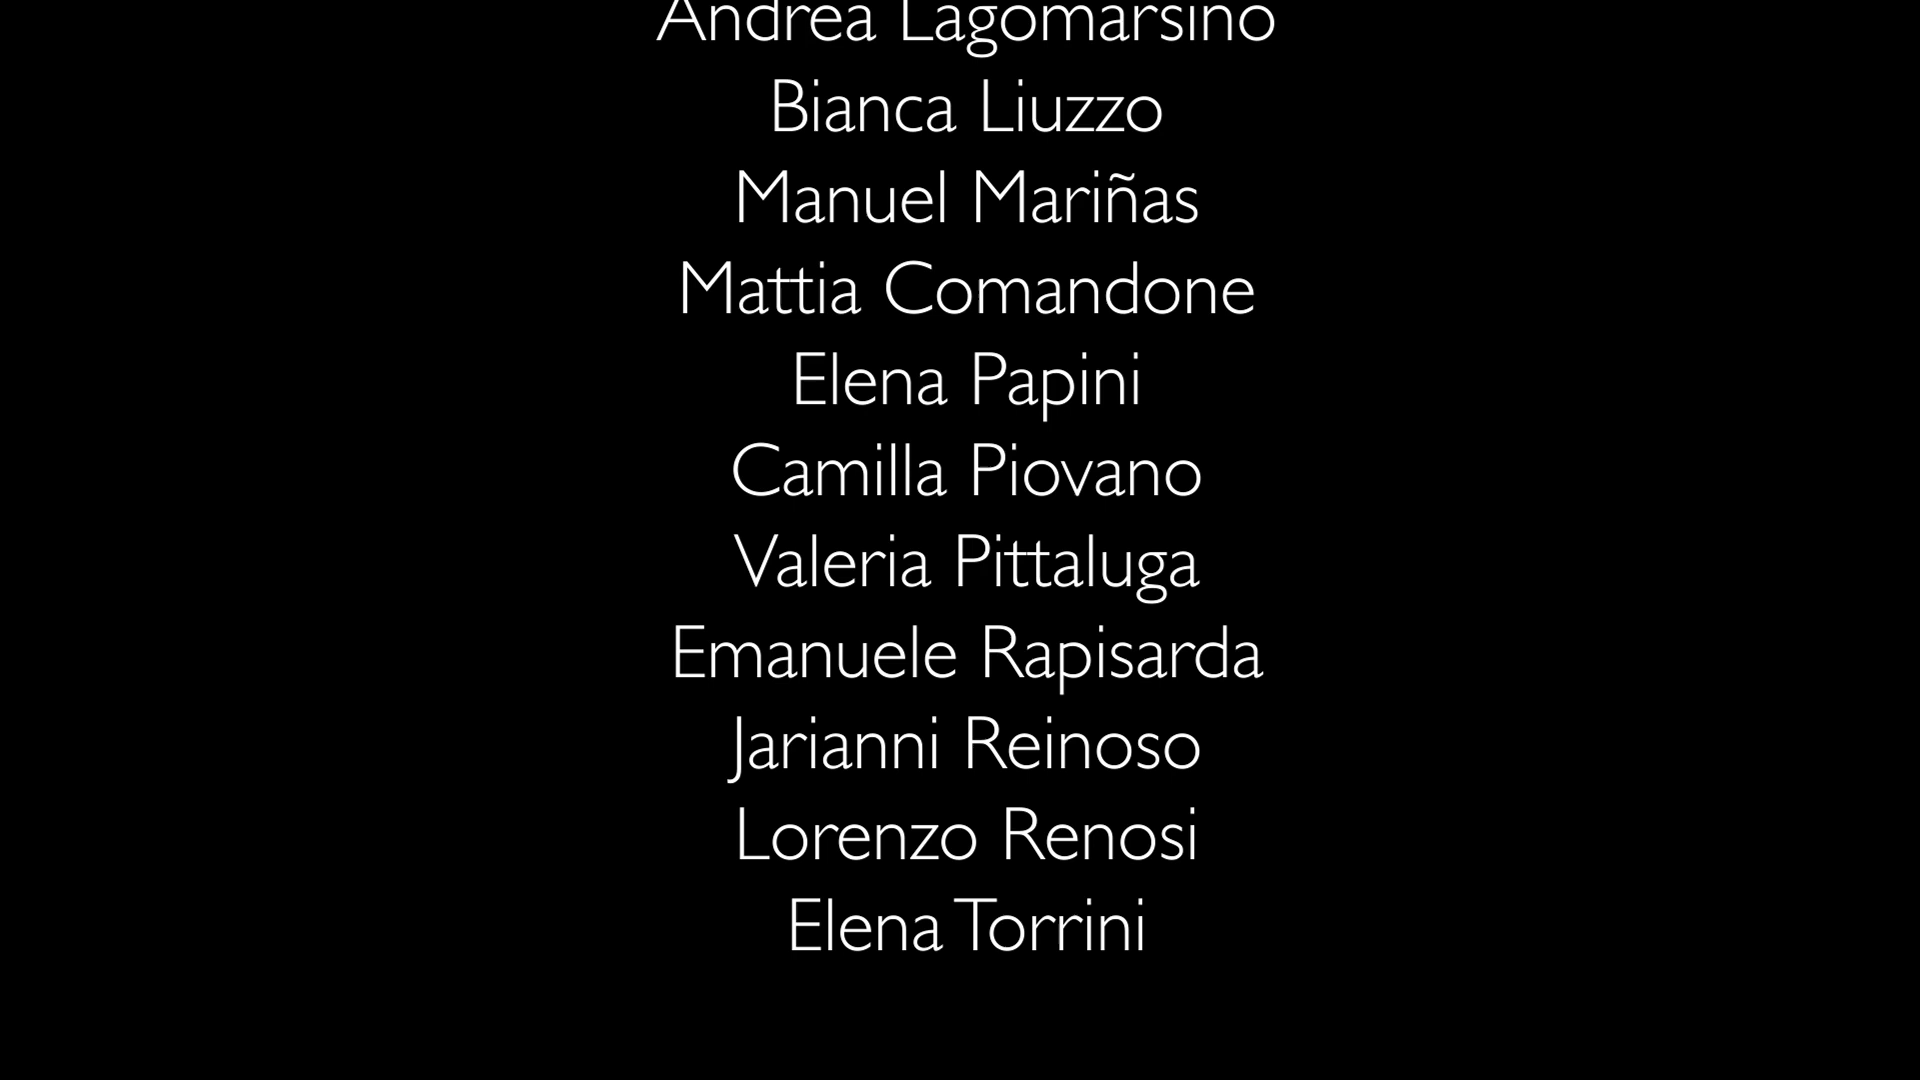 Andrea Lagomarsino
Bianca Liuzzo
Manuel Mariñas
Mattia Comandone
Elena Papini
Camilla Piovano
Valeria Pittaluga
Emanuele Rapisarda
Jarianni Reinoso
Lorenzo Renosi
Elena Torrini